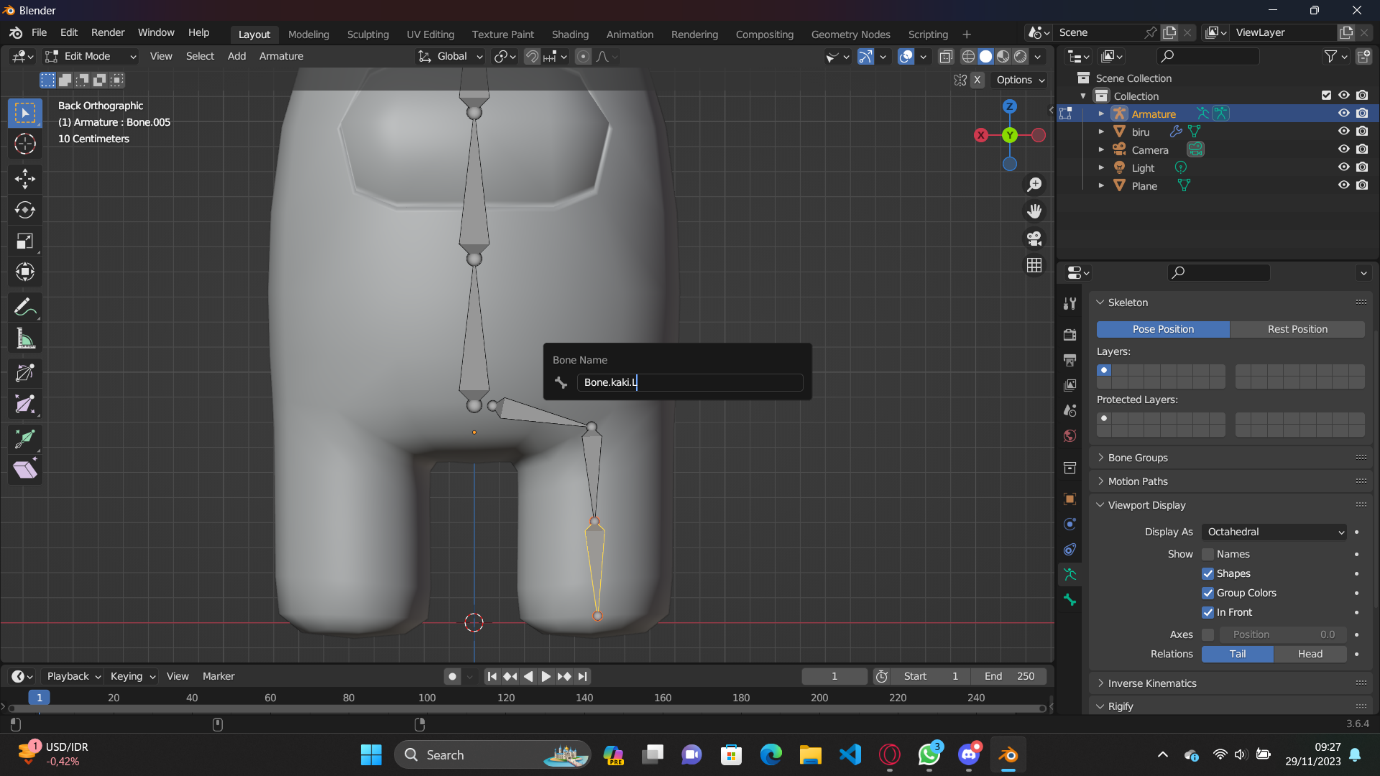 Blender
File Edit Render Window Help Layout Modeling Sculpting UV Editing Texture Paint Shading Animation Rendering Compositing Geometry Nodes Scripting + Scene ViewLayer
Edit Mode View Select Add Armature Global
X Options
Back Orthographic
(1) Armature : Bone.005
10 Centimeters
Z
X
Y
Bone Name
Bone.kaki.L
Scene Collection
Collection
Armature
biru
Camera
Light
Plane
Skeleton
Pose Position Rest Position
Layers:
Protected Layers:
Bone Groups
Motion Paths
Viewport Display
Display As Octahedral
Show Names
Shapes
Group Colors
In Front
Axes Position 0.0
Relations Tail Head
Inverse Kinematics
Rigify
Playback Keying View Marker 1 Start 1 End 250
1 20 40 60 80 100 120 140 160 180 200 220 240
3.6.4
1 USD/IDR
-0,42%
Search
PRE
3
09:27
29/11/2023